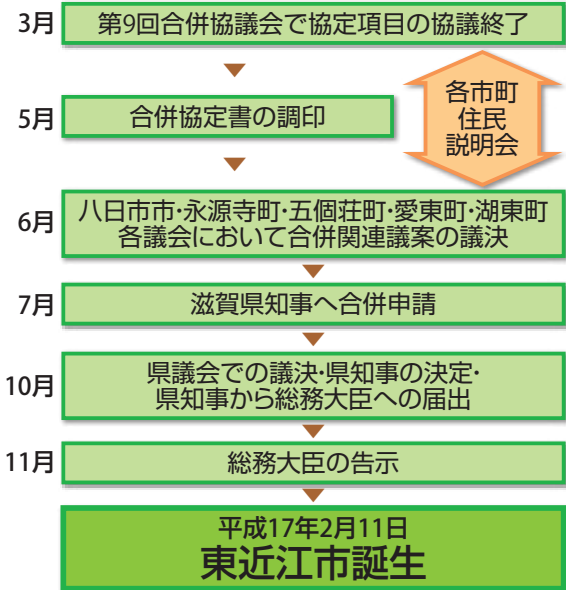 3月 第9回合併協議会で協定項目の協議終了
各市町
住民
説明会
5月 合併協定書の調印
6月 八日市市・永源寺町・五個荘町・愛東町・湖東町
各議会において合併関連議案の議決
7月 滋賀県知事へ合併申請
10月 県議会での議決・県知事の決定・
県知事から総務大臣への届出
11月 総務大臣の告示
平成17年2月11日
東近江市誕生